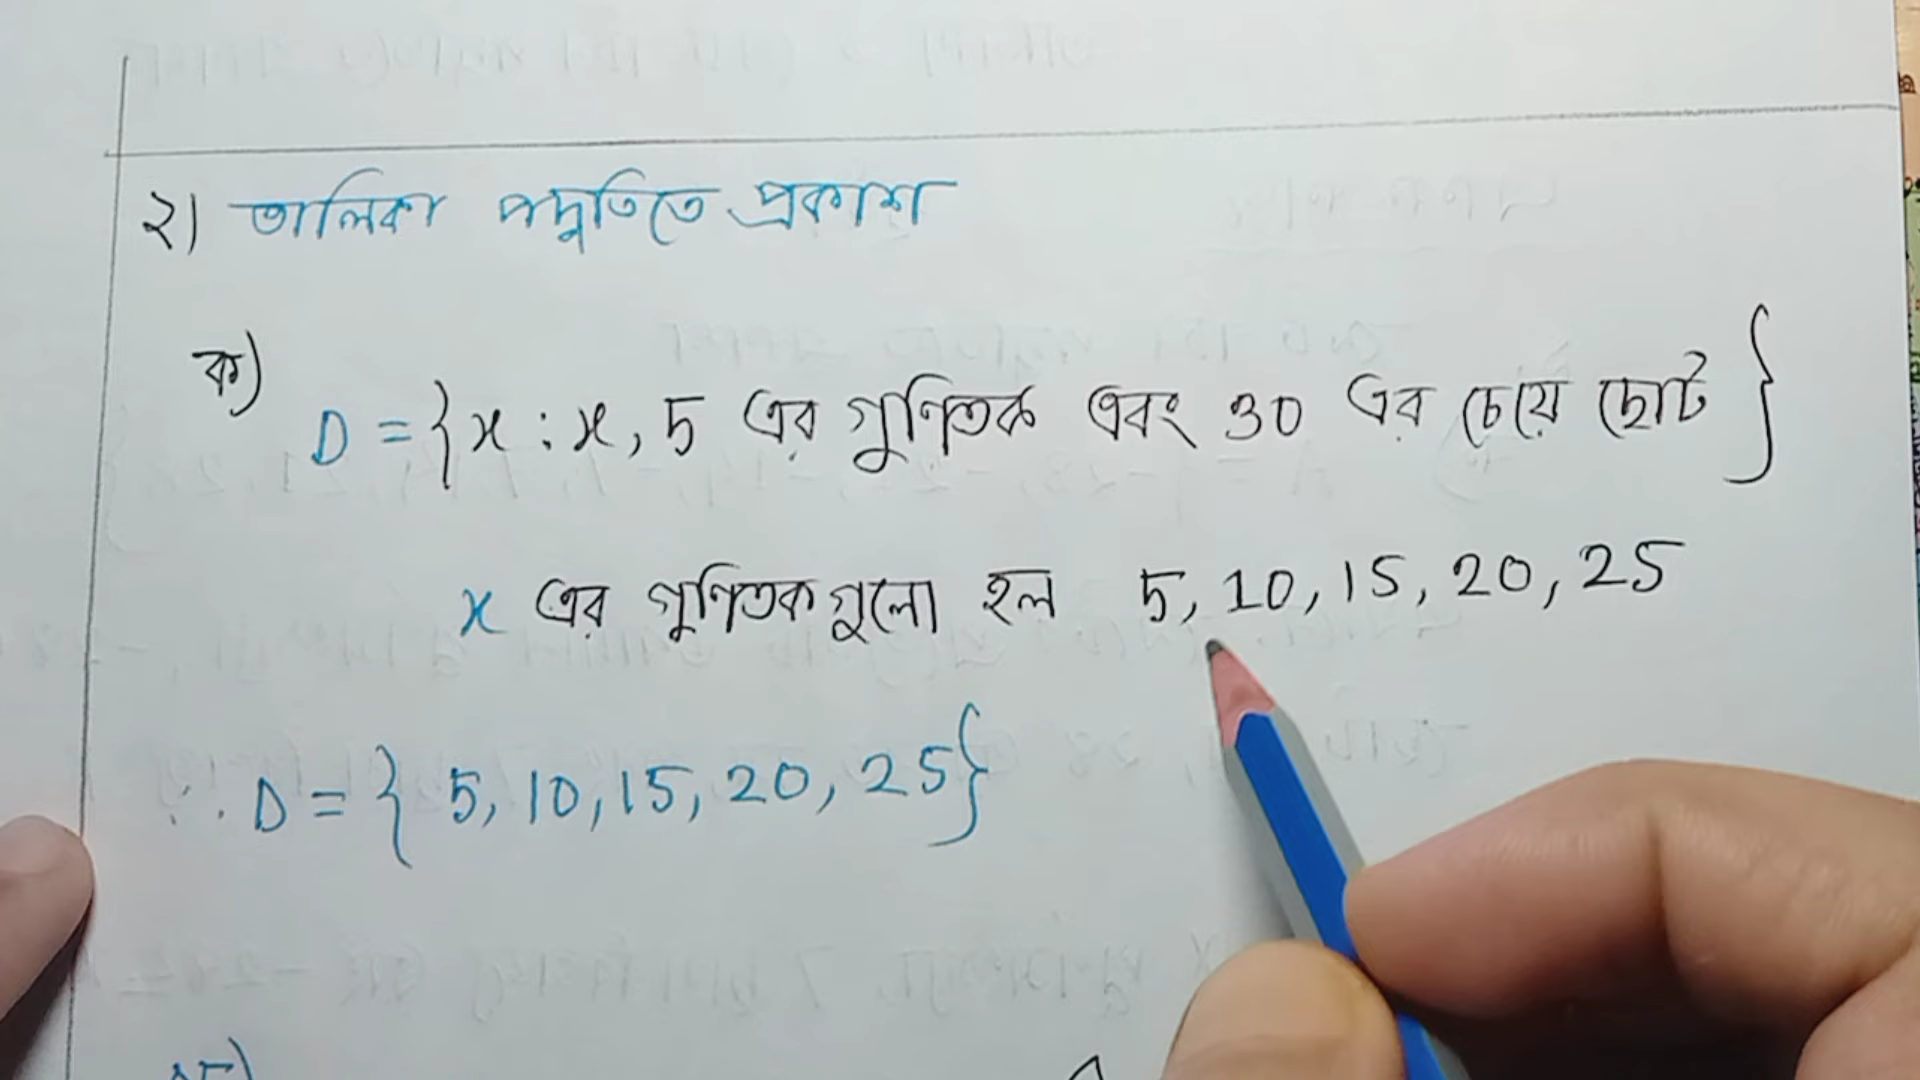 ২) তালিকা পদ্ধতিতে প্রকাশ
ক)
D = {x : x, 5 এর গুণিতক এবং 30 এর চেয়ে ছোট}
x এর গুণিতকগুলো হল 5, 10, 15, 20, 25
∴ D = { 5, 10, 15, 20, 25}